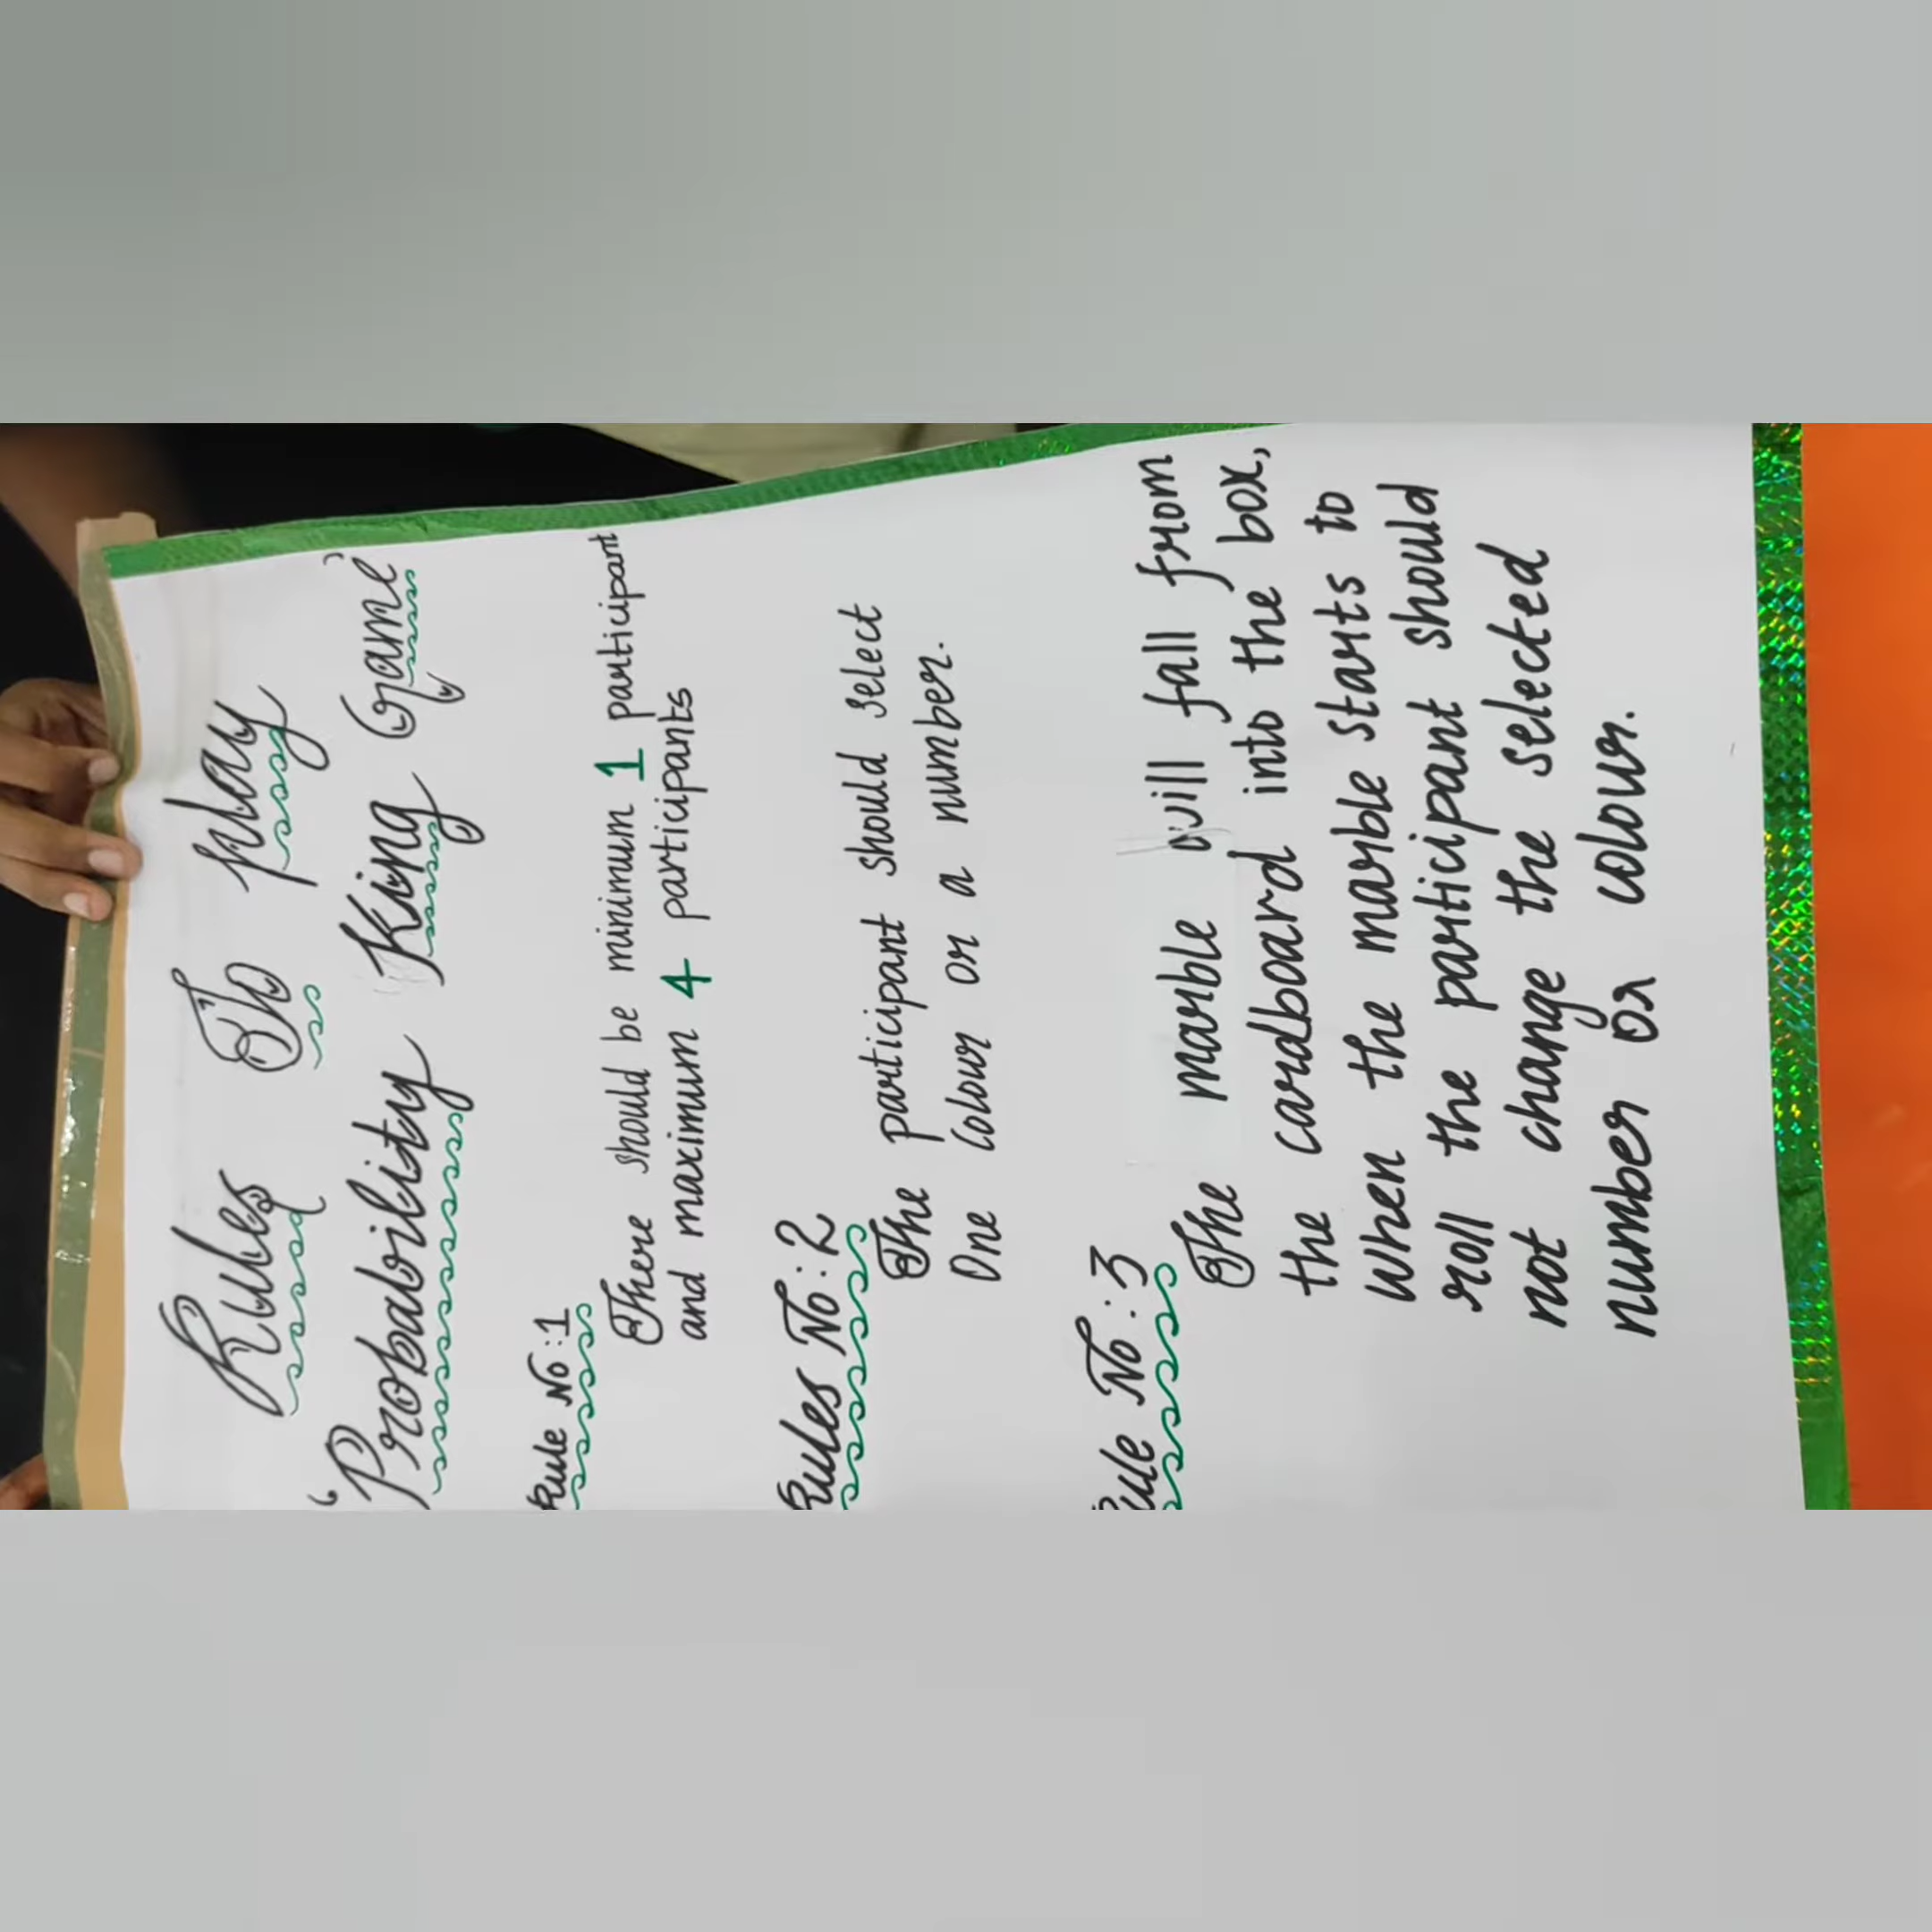 Rules To play
'Probability King Game'
Rule No:1
There should be minimum 1 participant
and maximum 4 participants
Rules No:2
The participant should select
One Colour or a number.
Rule No:3
The marble will fall from
the cardboard into the box,
when the marble starts to
roll the participant should
not change the selected
number or colour.